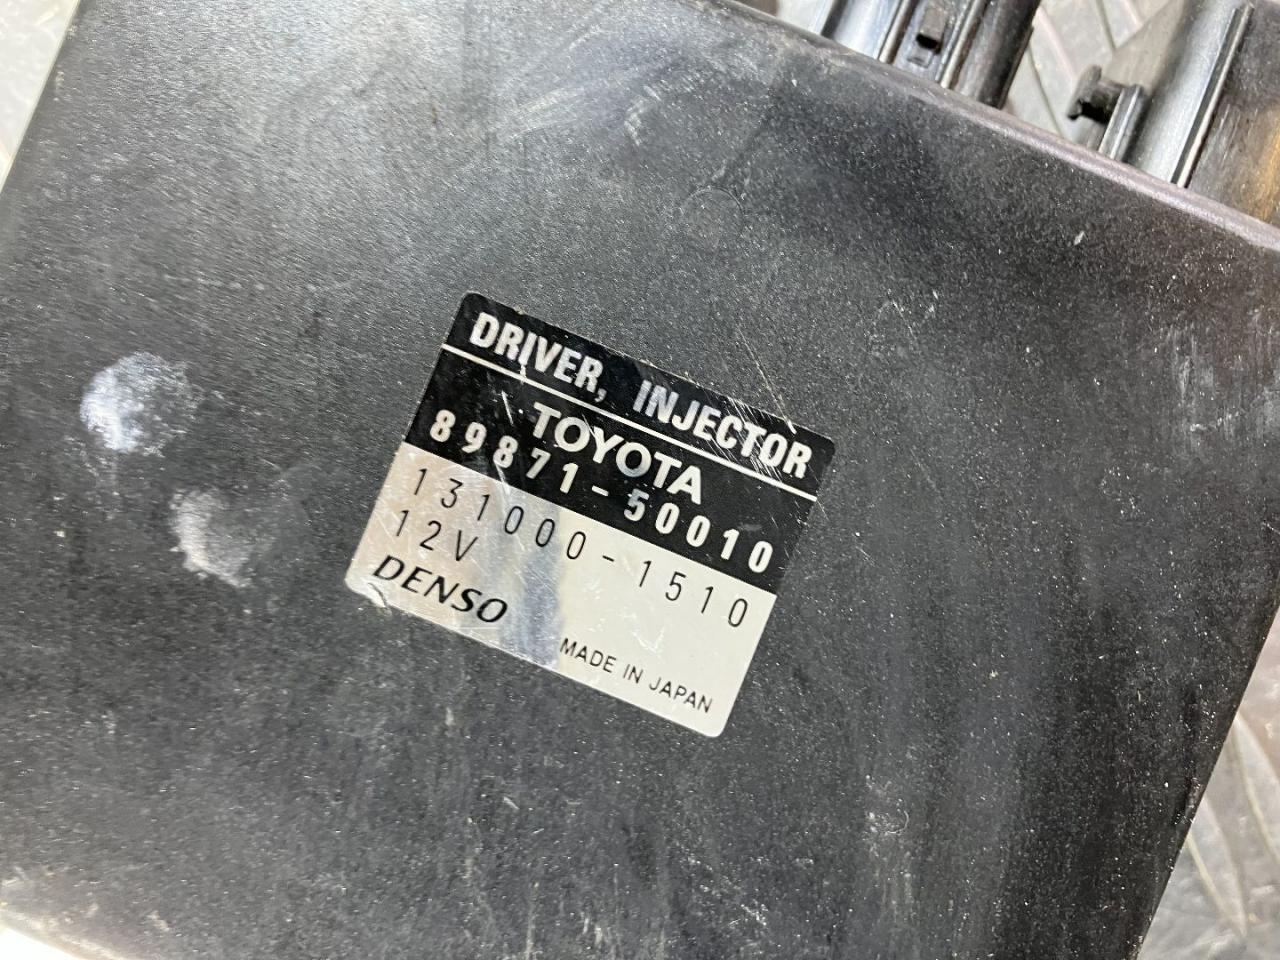 DRIVER, INJECTOR
TOYOTA
89871-50010
131000-1510
12V
DENSO
MADE IN JAPAN